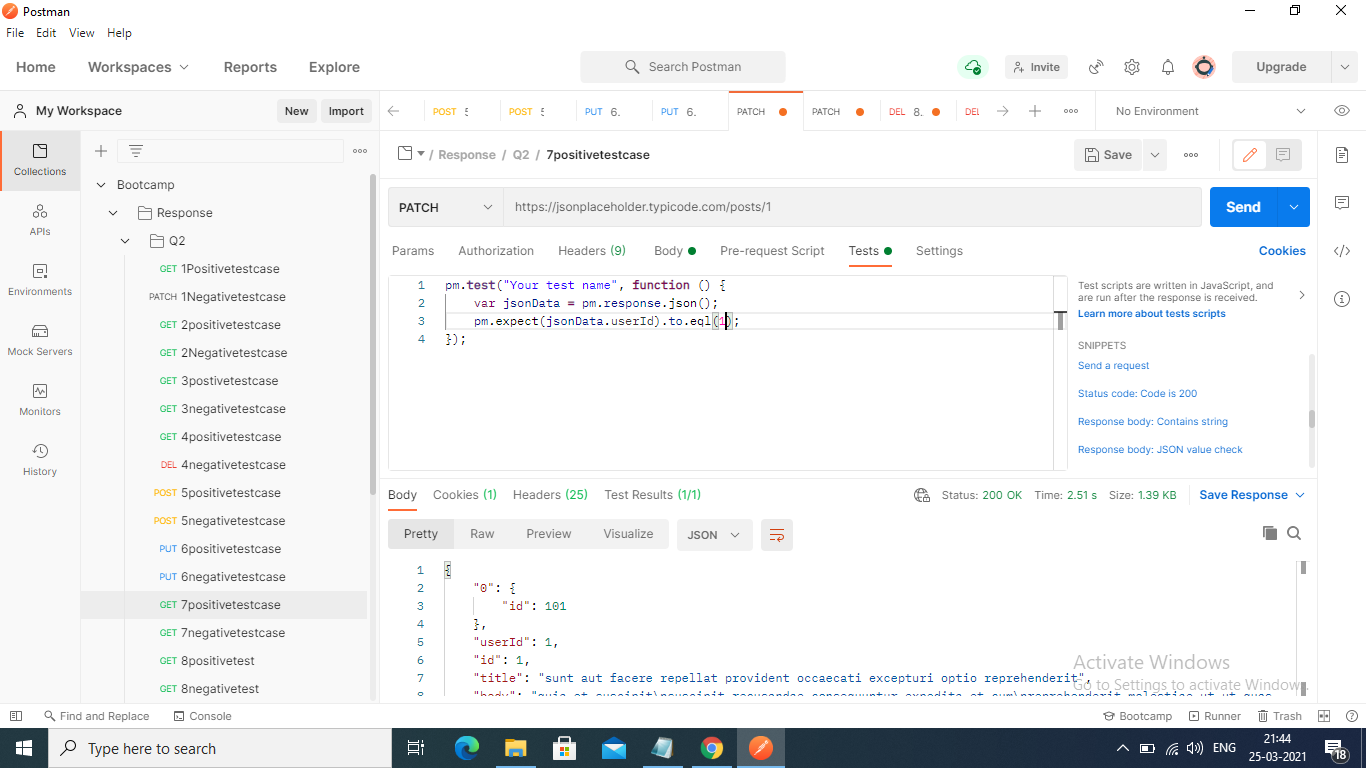 Postman
File Edit View Help
Home Workspaces Reports Explore Search Postman Invite Upgrade
My Workspace New Import
POST POST PUT 6. PUT 6. PATCH PATCH DEL 8. No Environment
Collections
APIs
Environments
Mock Servers
Monitors
History
Bootcamp
Response
Q2
GET 1Positivetestcase
PATCH 1Negativetestcase
GET 2positivetestcase
GET 2Negativetestcase
GET 3postivetestcase
GET 3negativetestcase
GET 4positivetestcase
DEL 4negativetestcase
POST 5positivetestcase
POST 5negativetestcase
PUT 6positivetestcase
PUT 6negativetestcase
GET 7positivetestcase
GET 7negativetestcase
GET 8positivetest
GET 8negativetest
/ Response / Q2 / 7positivetestcase Save
PATCH https://jsonplaceholder.typicode.com/posts/1 Send
Params Authorization Headers (9) Body Pre-request Script Tests Settings Cookies
1 pm.test("Your test name", function () {
2 var jsonData = pm.response.json();
3 pm.expect(jsonData.userId).to.eql(1);
4 });
Test scripts are written in JavaScript, and
are run after the response is received.
Learn more about tests scripts
SNIPPETS
Send a request
Status code: Code is 200
Response body: Contains string
Response body: JSON value check
Body Cookies (1) Headers (25) Test Results (1/1) Status: 200 OK Time: 2.51 s Size: 1.39 KB Save Response
Pretty Raw Preview Visualize JSON
1 {
2 "0": {
3 "id": 101
4 },
5 "userId": 1,
6 "id": 1,
7 "title": "sunt aut facere repellat provident occaecati excepturi optio reprehenderit",
Activate Windows
Go to Settings to activate Windows.
Find and Replace Console Bootcamp Runner Trash
Type here to search ENG 21:44
25-03-2021 18